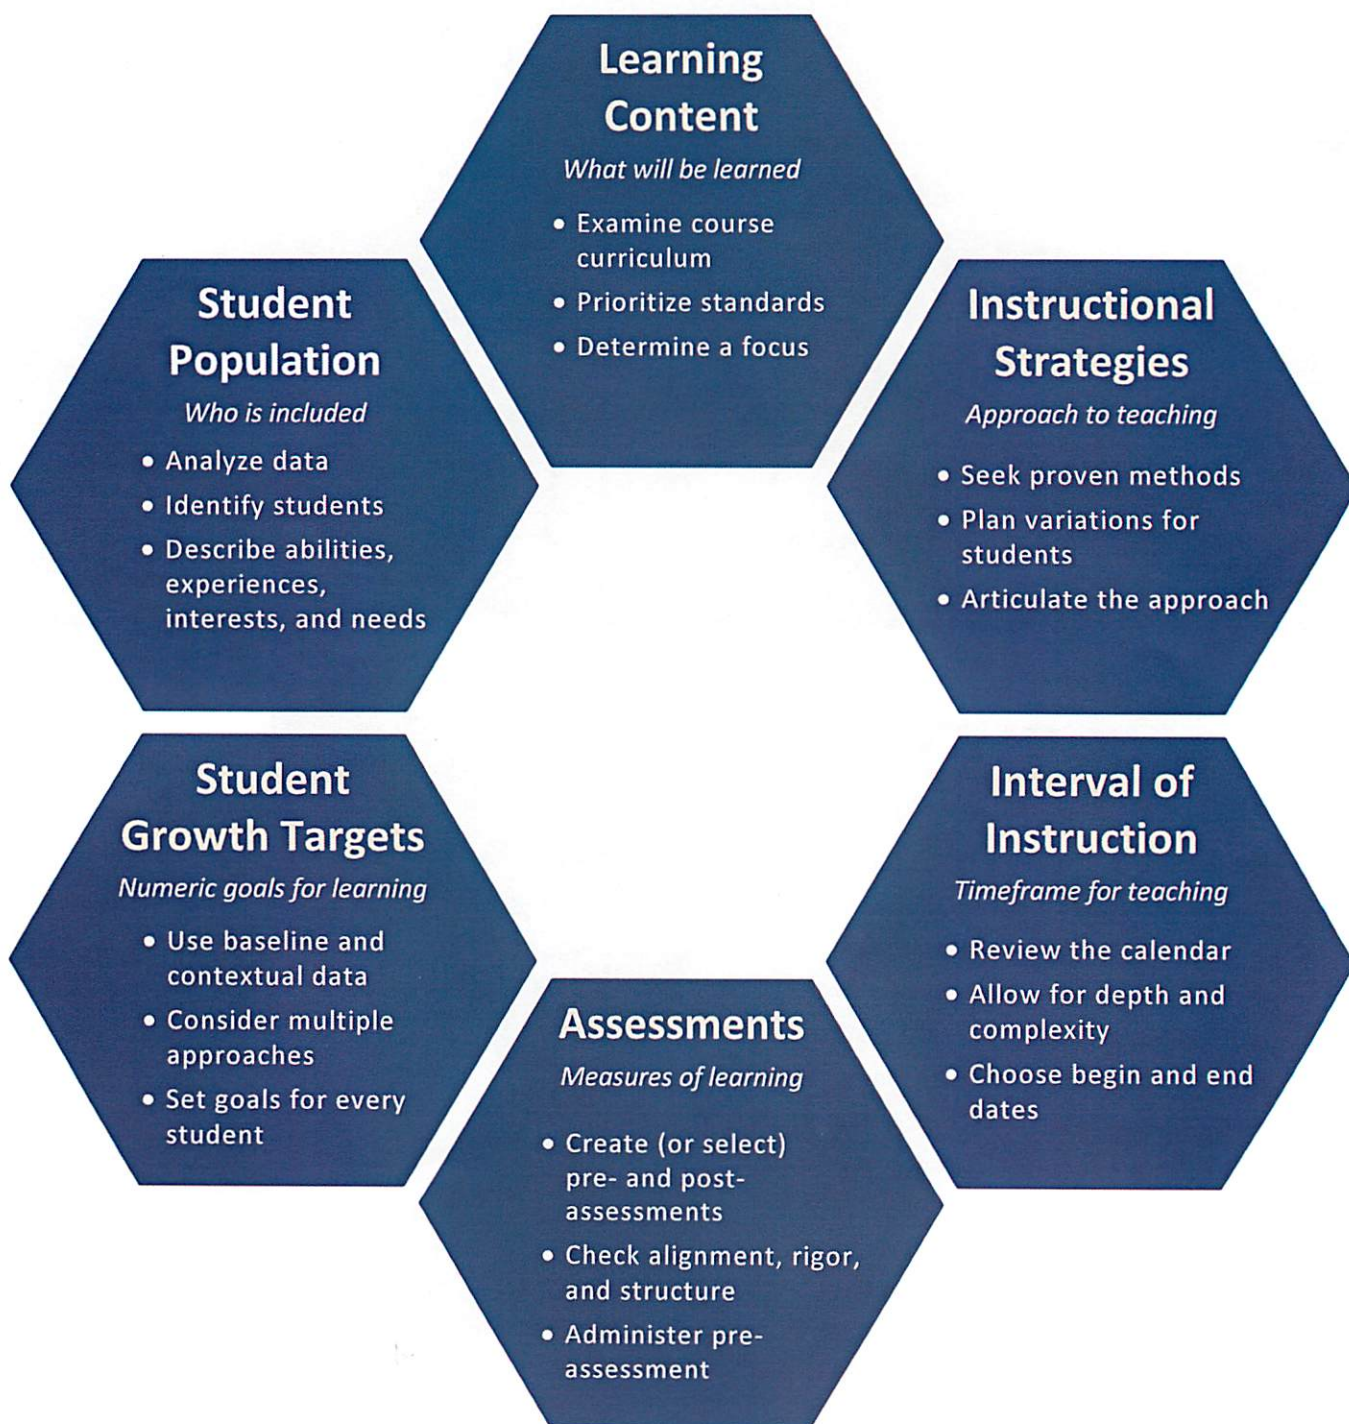 Learning
Content
What will be learned
• Examine course
curriculum
• Prioritize standards
• Determine a focus
Student
Population
Who is included
• Analyze data
• Identify students
• Describe abilities,
experiences,
interests, and needs
Instructional
Strategies
Approach to teaching
• Seek proven methods
• Plan variations for
students
• Articulate the approach
Student
Growth Targets
Numeric goals for learning
• Use baseline and
contextual data
• Consider multiple
approaches
• Set goals for every
student
Interval of
Instruction
Timeframe for teaching
• Review the calendar
• Allow for depth and
complexity
• Choose begin and end
dates
Assessments
Measures of learning
• Create (or select)
pre- and post-
assessments
• Check alignment, rigor,
and structure
• Administer pre-
assessment